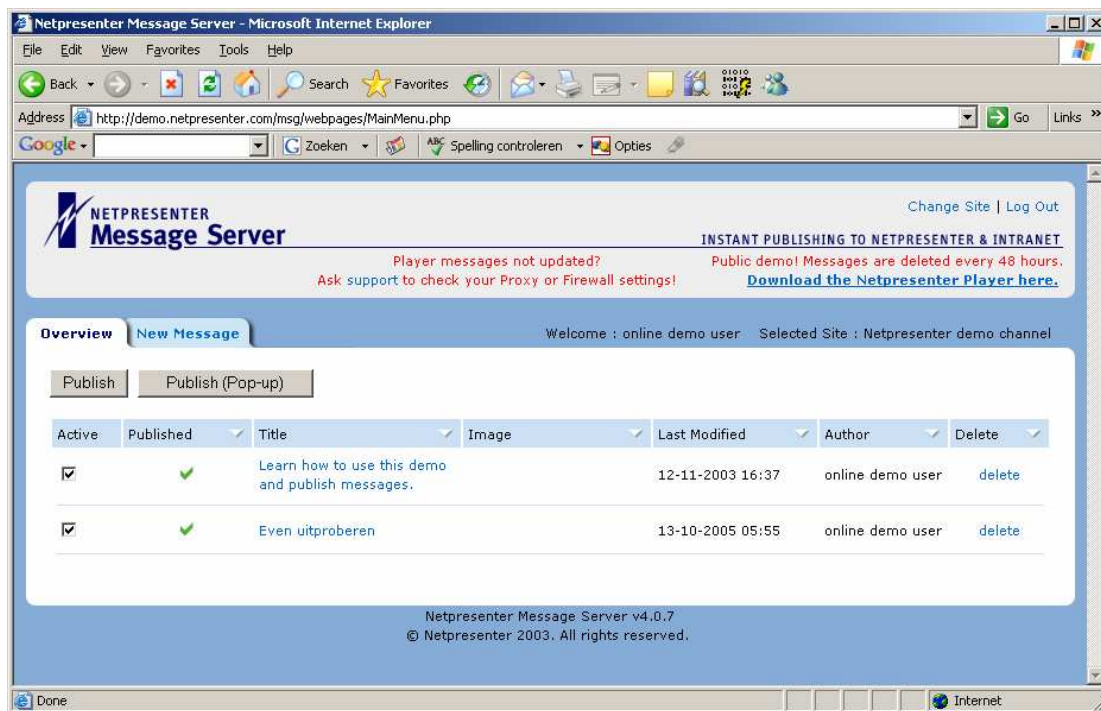 Netpresenter Message Server - Microsoft Internet Explorer
File Edit View Favorites Tools Help
Back Search Favorites
Address http://demo.netpresenter.com/msg/webpages/MainMenu.php Go Links »
Google Zoeken ABC Spelling controleren Opties
Change Site | Log Out
NETPRESENTER
Message Server
INSTANT PUBLISHING TO NETPRESENTER & INTRANET
Player messages not updated? Public demo! Messages are deleted every 48 hours.
Ask support to check your Proxy or Firewall settings! Download the Netpresenter Player here.
Overview New Message Welcome : online demo user Selected Site : Netpresenter demo channel
Publish Publish (Pop-up)
Active Published Title Image Last Modified Author Delete
Learn how to use this demo
and publish messages. 12-11-2003 16:37 online demo user delete
Even uitproberen 13-10-2005 05:55 online demo user delete
Netpresenter Message Server v4.0.7
© Netpresenter 2003. All rights reserved.
Done Internet